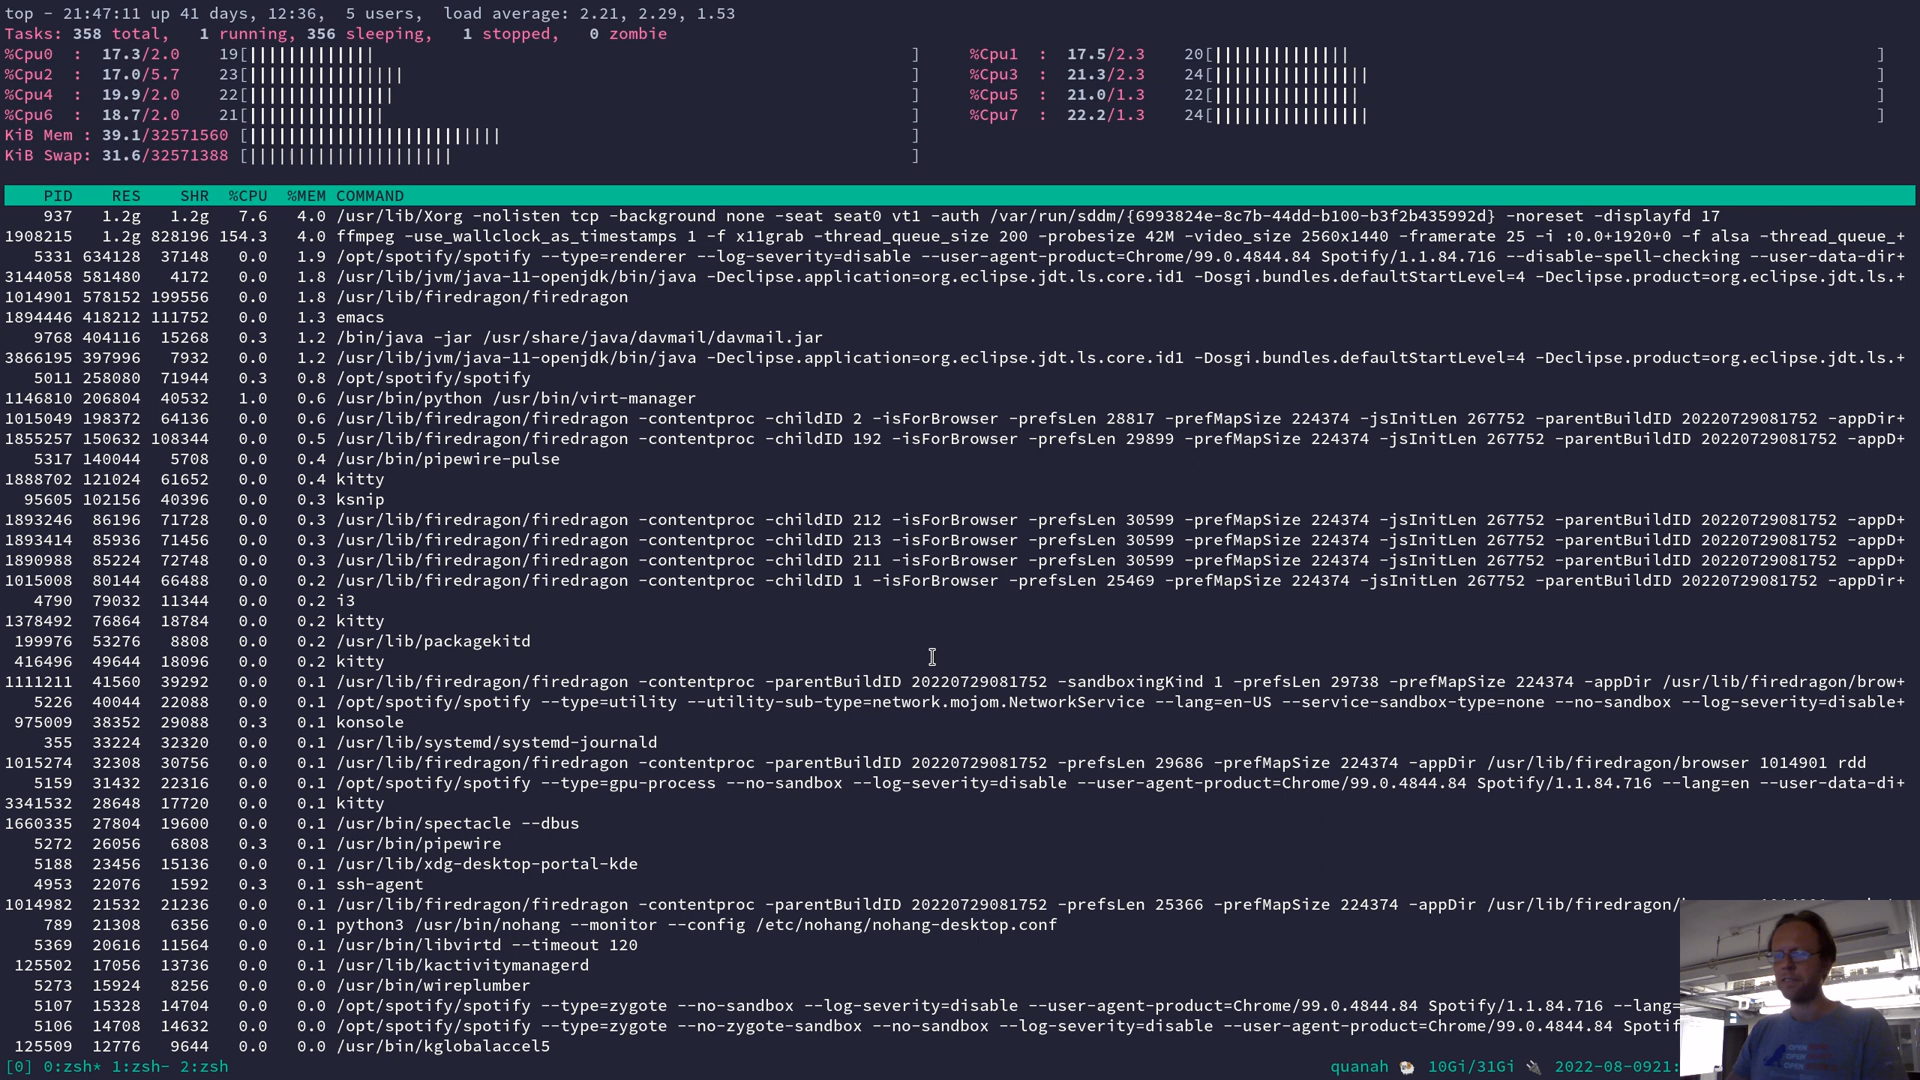 top - 21:47:11 up 41 days, 12:36,  5 users,  load average: 2.21, 2.29, 1.53
Tasks: 358 total,   1 running, 356 sleeping,   1 stopped,   0 zombie
%Cpu0  :  17.3/2.0    19[|||||||||||||     ]     %Cpu1  :  17.5/2.3    20[||||||||||||||     ]
%Cpu2  :  17.0/5.7    23[||||||||||||||||     ]     %Cpu3  :  21.3/2.3    24[||||||||||||||||     ]
%Cpu4  :  19.9/2.0    22[|||||||||||||||     ]     %Cpu5  :  21.0/1.3    22[|||||||||||||||     ]
%Cpu6  :  18.7/2.0    21[||||||||||||||     ]     %Cpu7  :  22.2/1.3    24[||||||||||||||||     ]
KiB Mem : 39.1/32571560 [||||||||||||||||||||||||||     ]
KiB Swap: 31.6/32571388 [|||||||||||||||||||||     ]
PID    RES    SHR  %CPU  %MEM COMMAND
937   1.2g   1.2g   7.6   4.0 /usr/lib/Xorg -nolisten tcp -background none -seat seat0 vt1 -auth /var/run/sddm/{6993824e-8c7b-44dd-b100-b3f2b435992d} -noreset -displayfd 17
1908215   1.2g 828196 154.3   4.0 ffmpeg -use_wallclock_as_timestamps 1 -f x11grab -thread_queue_size 200 -probesize 42M -video_size 2560x1440 -framerate 25 -i :0.0+1920+0 -f alsa -thread_queue_+
5331 634128  37148   0.0   1.9 /opt/spotify/spotify --type=renderer --log-severity=disable --user-agent-product=Chrome/99.0.4844.84 Spotify/1.1.84.716 --disable-spell-checking --user-data-dir+
3144058 581480   4172   0.0   1.8 /usr/lib/jvm/java-11-openjdk/bin/java -Declipse.application=org.eclipse.jdt.ls.core.id1 -Dosgi.bundles.defaultStartLevel=4 -Declipse.product=org.eclipse.jdt.ls.+
1014901 578152 199556   0.0   1.8 /usr/lib/firedragon/firedragon
1894446 418212 111752   0.0   1.3 emacs
9768 404116  15268   0.3   1.2 /bin/java -jar /usr/share/java/davmail/davmail.jar
3866195 397996   7932   0.0   1.2 /usr/lib/jvm/java-11-openjdk/bin/java -Declipse.application=org.eclipse.jdt.ls.core.id1 -Dosgi.bundles.defaultStartLevel=4 -Declipse.product=org.eclipse.jdt.ls.+
5011 258080  71944   0.3   0.8 /opt/spotify/spotify
1146810 206804  40532   1.0   0.6 /usr/bin/python /usr/bin/virt-manager
1015049 198372  64136   0.0   0.6 /usr/lib/firedragon/firedragon -contentproc -childID 2 -isForBrowser -prefsLen 28817 -prefMapSize 224374 -jsInitLen 267752 -parentBuildID 20220729081752 -appDir+
1855257 150632 108344   0.0   0.5 /usr/lib/firedragon/firedragon -contentproc -childID 192 -isForBrowser -prefsLen 29899 -prefMapSize 224374 -jsInitLen 267752 -parentBuildID 20220729081752 -appD+
5317 140044   5708   0.0   0.4 /usr/bin/pipewire-pulse
1888702 121024  61652   0.0   0.4 kitty
95605 102156  40396   0.0   0.3 ksnip
1893246  86196  71728   0.0   0.3 /usr/lib/firedragon/firedragon -contentproc -childID 212 -isForBrowser -prefsLen 30599 -prefMapSize 224374 -jsInitLen 267752 -parentBuildID 20220729081752 -appD+
1893414  85936  71456   0.0   0.3 /usr/lib/firedragon/firedragon -contentproc -childID 213 -isForBrowser -prefsLen 30599 -prefMapSize 224374 -jsInitLen 267752 -parentBuildID 20220729081752 -appD+
1890988  85224  72748   0.0   0.3 /usr/lib/firedragon/firedragon -contentproc -childID 211 -isForBrowser -prefsLen 30599 -prefMapSize 224374 -jsInitLen 267752 -parentBuildID 20220729081752 -appD+
1015008  80144  66488   0.0   0.2 /usr/lib/firedragon/firedragon -contentproc -childID 1 -isForBrowser -prefsLen 25469 -prefMapSize 224374 -jsInitLen 267752 -parentBuildID 20220729081752 -appDir+
4790  79032  11344   0.0   0.2 i3
1378492  76864  18784   0.0   0.2 kitty
199976  53276   8808   0.0   0.2 /usr/lib/packagekitd
416496  49644  18096   0.0   0.2 kitty
1111211  41560  39292   0.0   0.1 /usr/lib/firedragon/firedragon -contentproc -parentBuildID 20220729081752 -sandboxingKind 1 -prefsLen 29738 -prefMapSize 224374 -appDir /usr/lib/firedragon/brow+
5226  40044  22088   0.0   0.1 /opt/spotify/spotify --type=utility --utility-sub-type=network.mojom.NetworkService --lang=en-US --service-sandbox-type=none --no-sandbox --log-severity=disable+
975009  38352  29088   0.3   0.1 konsole
355  33224  32320   0.0   0.1 /usr/lib/systemd/systemd-journald
1015274  32308  30756   0.0   0.1 /usr/lib/firedragon/firedragon -contentproc -parentBuildID 20220729081752 -prefsLen 29686 -prefMapSize 224374 -appDir /usr/lib/firedragon/browser 1014901 rdd
5159  31432  22316   0.0   0.1 /opt/spotify/spotify --type=gpu-process --no-sandbox --log-severity=disable --user-agent-product=Chrome/99.0.4844.84 Spotify/1.1.84.716 --lang=en --user-data-di+
3341532  28648  17720   0.0   0.1 kitty
1660335  27804  19600   0.0   0.1 /usr/bin/spectacle --dbus
5272  26056   6808   0.3   0.1 /usr/bin/pipewire
5188  23456  15136   0.0   0.1 /usr/lib/xdg-desktop-portal-kde
4953  22076   1592   0.3   0.1 ssh-agent
1014982  21532  21236   0.0   0.1 /usr/lib/firedragon/firedragon -contentproc -parentBuildID 20220729081752 -prefsLen 25366 -prefMapSize 224374 -appDir /usr/lib/firedragon/
789  21308   6356   0.0   0.1 python3 /usr/bin/nohang --monitor --config /etc/nohang/nohang-desktop.conf
5369  20616  11564   0.0   0.1 /usr/bin/libvirtd --timeout 120
125502  17056  13736   0.0   0.1 /usr/lib/kactivitymanagerd
5273  15924   8256   0.0   0.0 /usr/bin/wireplumber
5107  15328  14704   0.0   0.0 /opt/spotify/spotify --type=zygote --no-sandbox --log-severity=disable --user-agent-product=Chrome/99.0.4844.84 Spotify/1.1.84.716 --lang=
5106  14708  14632   0.0   0.0 /opt/spotify/spotify --type=zygote --no-zygote-sandbox --no-sandbox --log-severity=disable --user-agent-product=Chrome/99.0.4844.84 Spotif
125509  12776   9644   0.0   0.0 /usr/bin/kglobalaccel5
[0] 0:zsh* 1:zsh- 2:zsh     quanah 🐏 10Gi/31Gi 🔌 2022-08-0921: